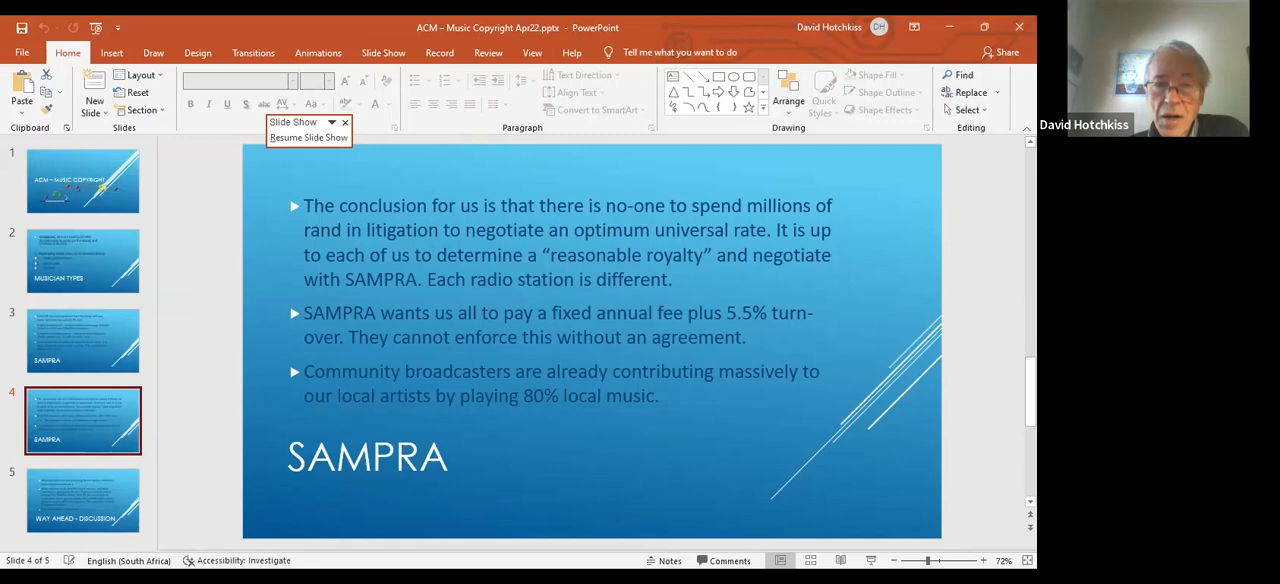 ACM – Music Copyright Apr22.pptx - PowerPoint
David Hotchkiss
DH
File
Home
Insert
Draw
Design
Transitions
Animations
Slide Show
Record
Review
View
Help
Tell me what you want to do
Share
Paste
New
Slide
Layout
Reset
Section
Text Direction
Align Text
Convert to SmartArt
Arrange
Quick
Styles
Shape Fill
Shape Outline
Shape Effects
Find
Replace
Select
Clipboard
Slides
Paragraph
Drawing
Editing
Slide Show
Resume Slide Show
David Hotchkiss
1
ACM – MUSIC COPYRIGHT
2
MUSICIAN TYPES
3
SAMPRA
4
SAMPRA
5
WAY AHEAD - DISCUSSION
The conclusion for us is that there is no-one to spend millions of
rand in litigation to negotiate an optimum universal rate. It is up
to each of us to determine a “reasonable royalty” and negotiate
with SAMPRA. Each radio station is different.
SAMPRA wants us all to pay a fixed annual fee plus 5.5% turn-
over. They cannot enforce this without an agreement.
Community broadcasters are already contributing massively to
our local artists by playing 80% local music.
SAMPRA
Slide 4 of 5
English (South Africa)
Accessibility: Investigate
Notes
Comments
72%